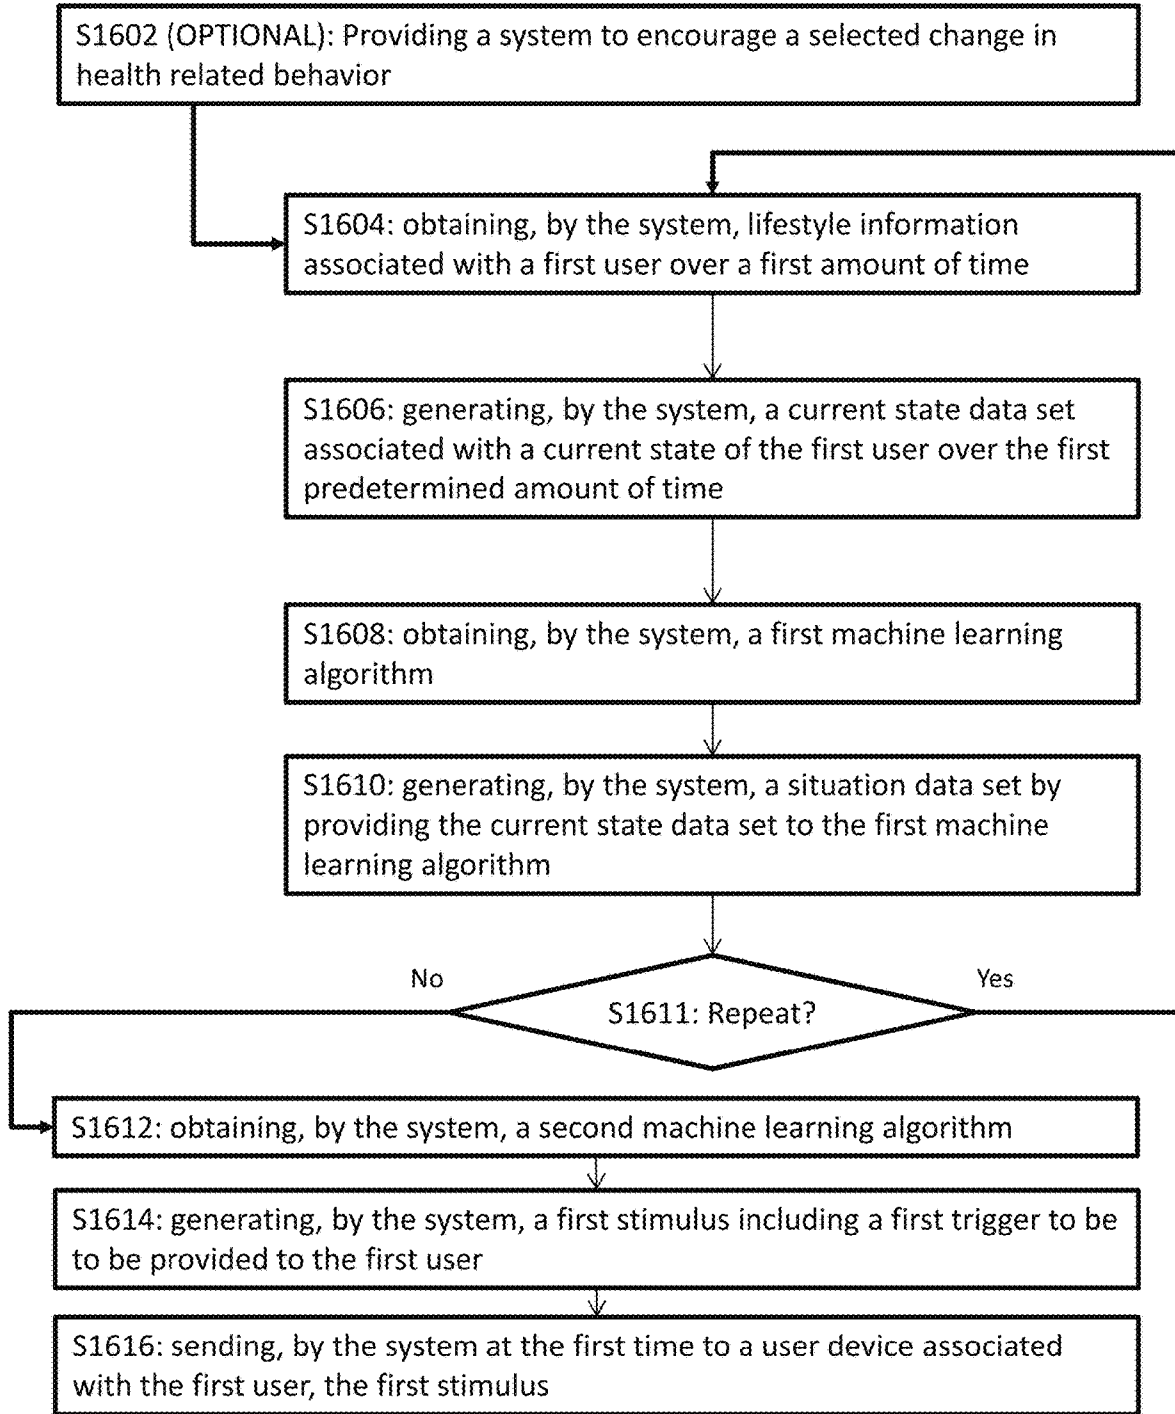 S1602 (OPTIONAL): Providing a system to encourage a selected change in
health related behavior
S1604: obtaining, by the system, lifestyle information
associated with a first user over a first amount of time
S1606: generating, by the system, a current state data set
associated with a current state of the first user over the first
predetermined amount of time
S1608: obtaining, by the system, a first machine learning
algorithm
S1610: generating, by the system, a situation data set by
providing the current state data set to the first machine
learning algorithm
No
Yes
S1611: Repeat?
S1612: obtaining, by the system, a second machine learning algorithm
S1614: generating, by the system, a first stimulus including a first trigger to be
to be provided to the first user
S1616: sending, by the system at the first time to a user device associated
with the first user, the first stimulus